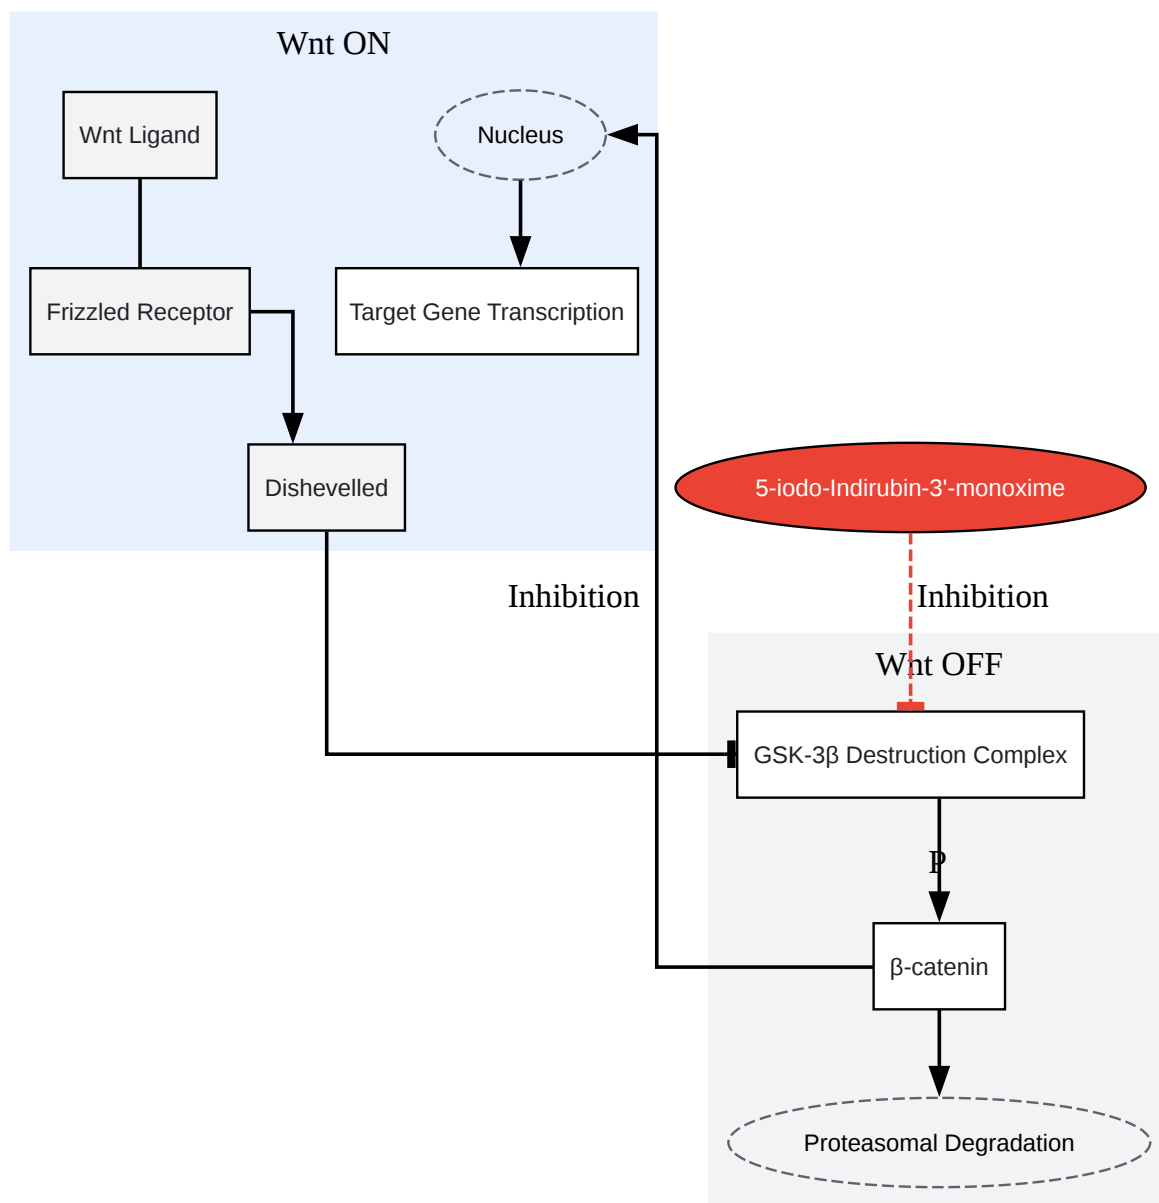 Wnt ON
Wnt Ligand
Nucleus
Frizzled Receptor
Target Gene Transcription
Dishevelled
5-iodo-Indirubin-3'-monoxime
Inhibition
Inhibition
Wnt OFF
GSK-3β Destruction Complex
P
β-catenin
Proteasomal Degradation